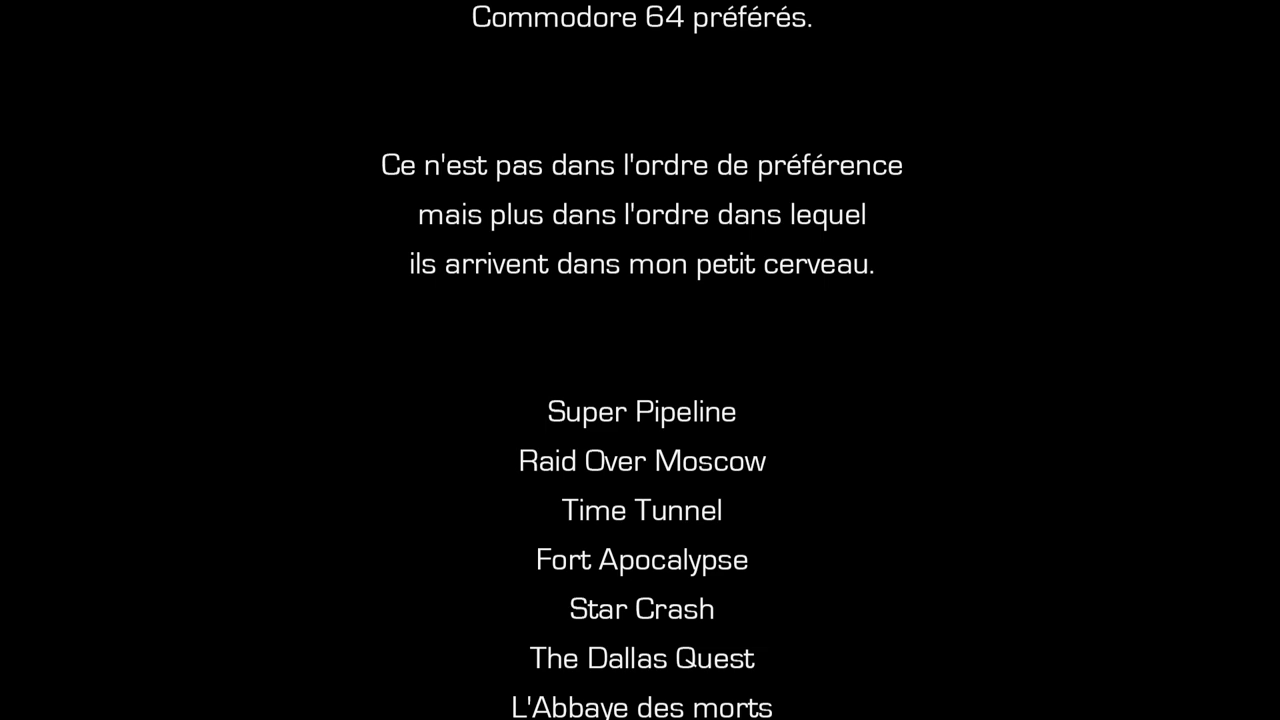 Commodore 64 préférés.
Ce n'est pas dans l'ordre de préférence
mais plus dans l'ordre dans lequel
ils arrivent dans mon petit cerveau.
Super Pipeline
Raid Over Moscow
Time Tunnel
Fort Apocalypse
Star Crash
The Dallas Quest
L'Abbaye des morts